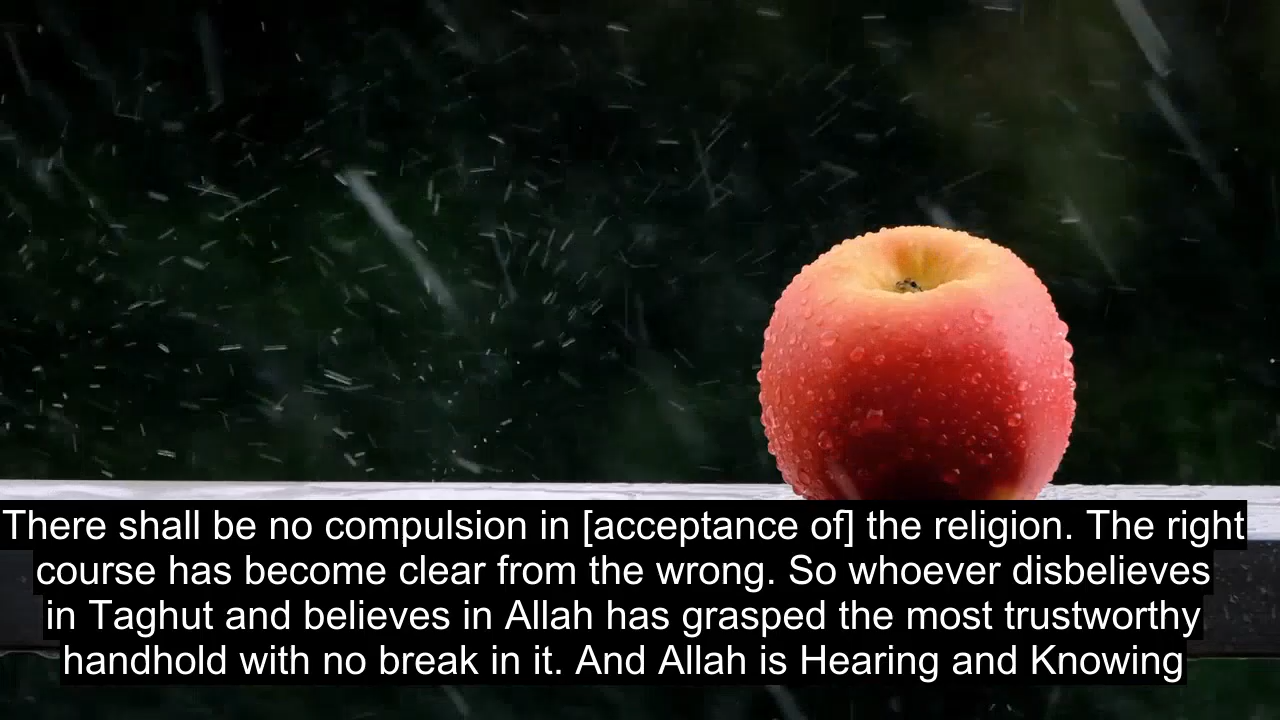 There shall be no compulsion in [acceptance of] the religion. The right
course has become clear from the wrong. So whoever disbelieves
in Taghut and believes in Allah has grasped the most trustworthy
handhold with no break in it. And Allah is Hearing and Knowing